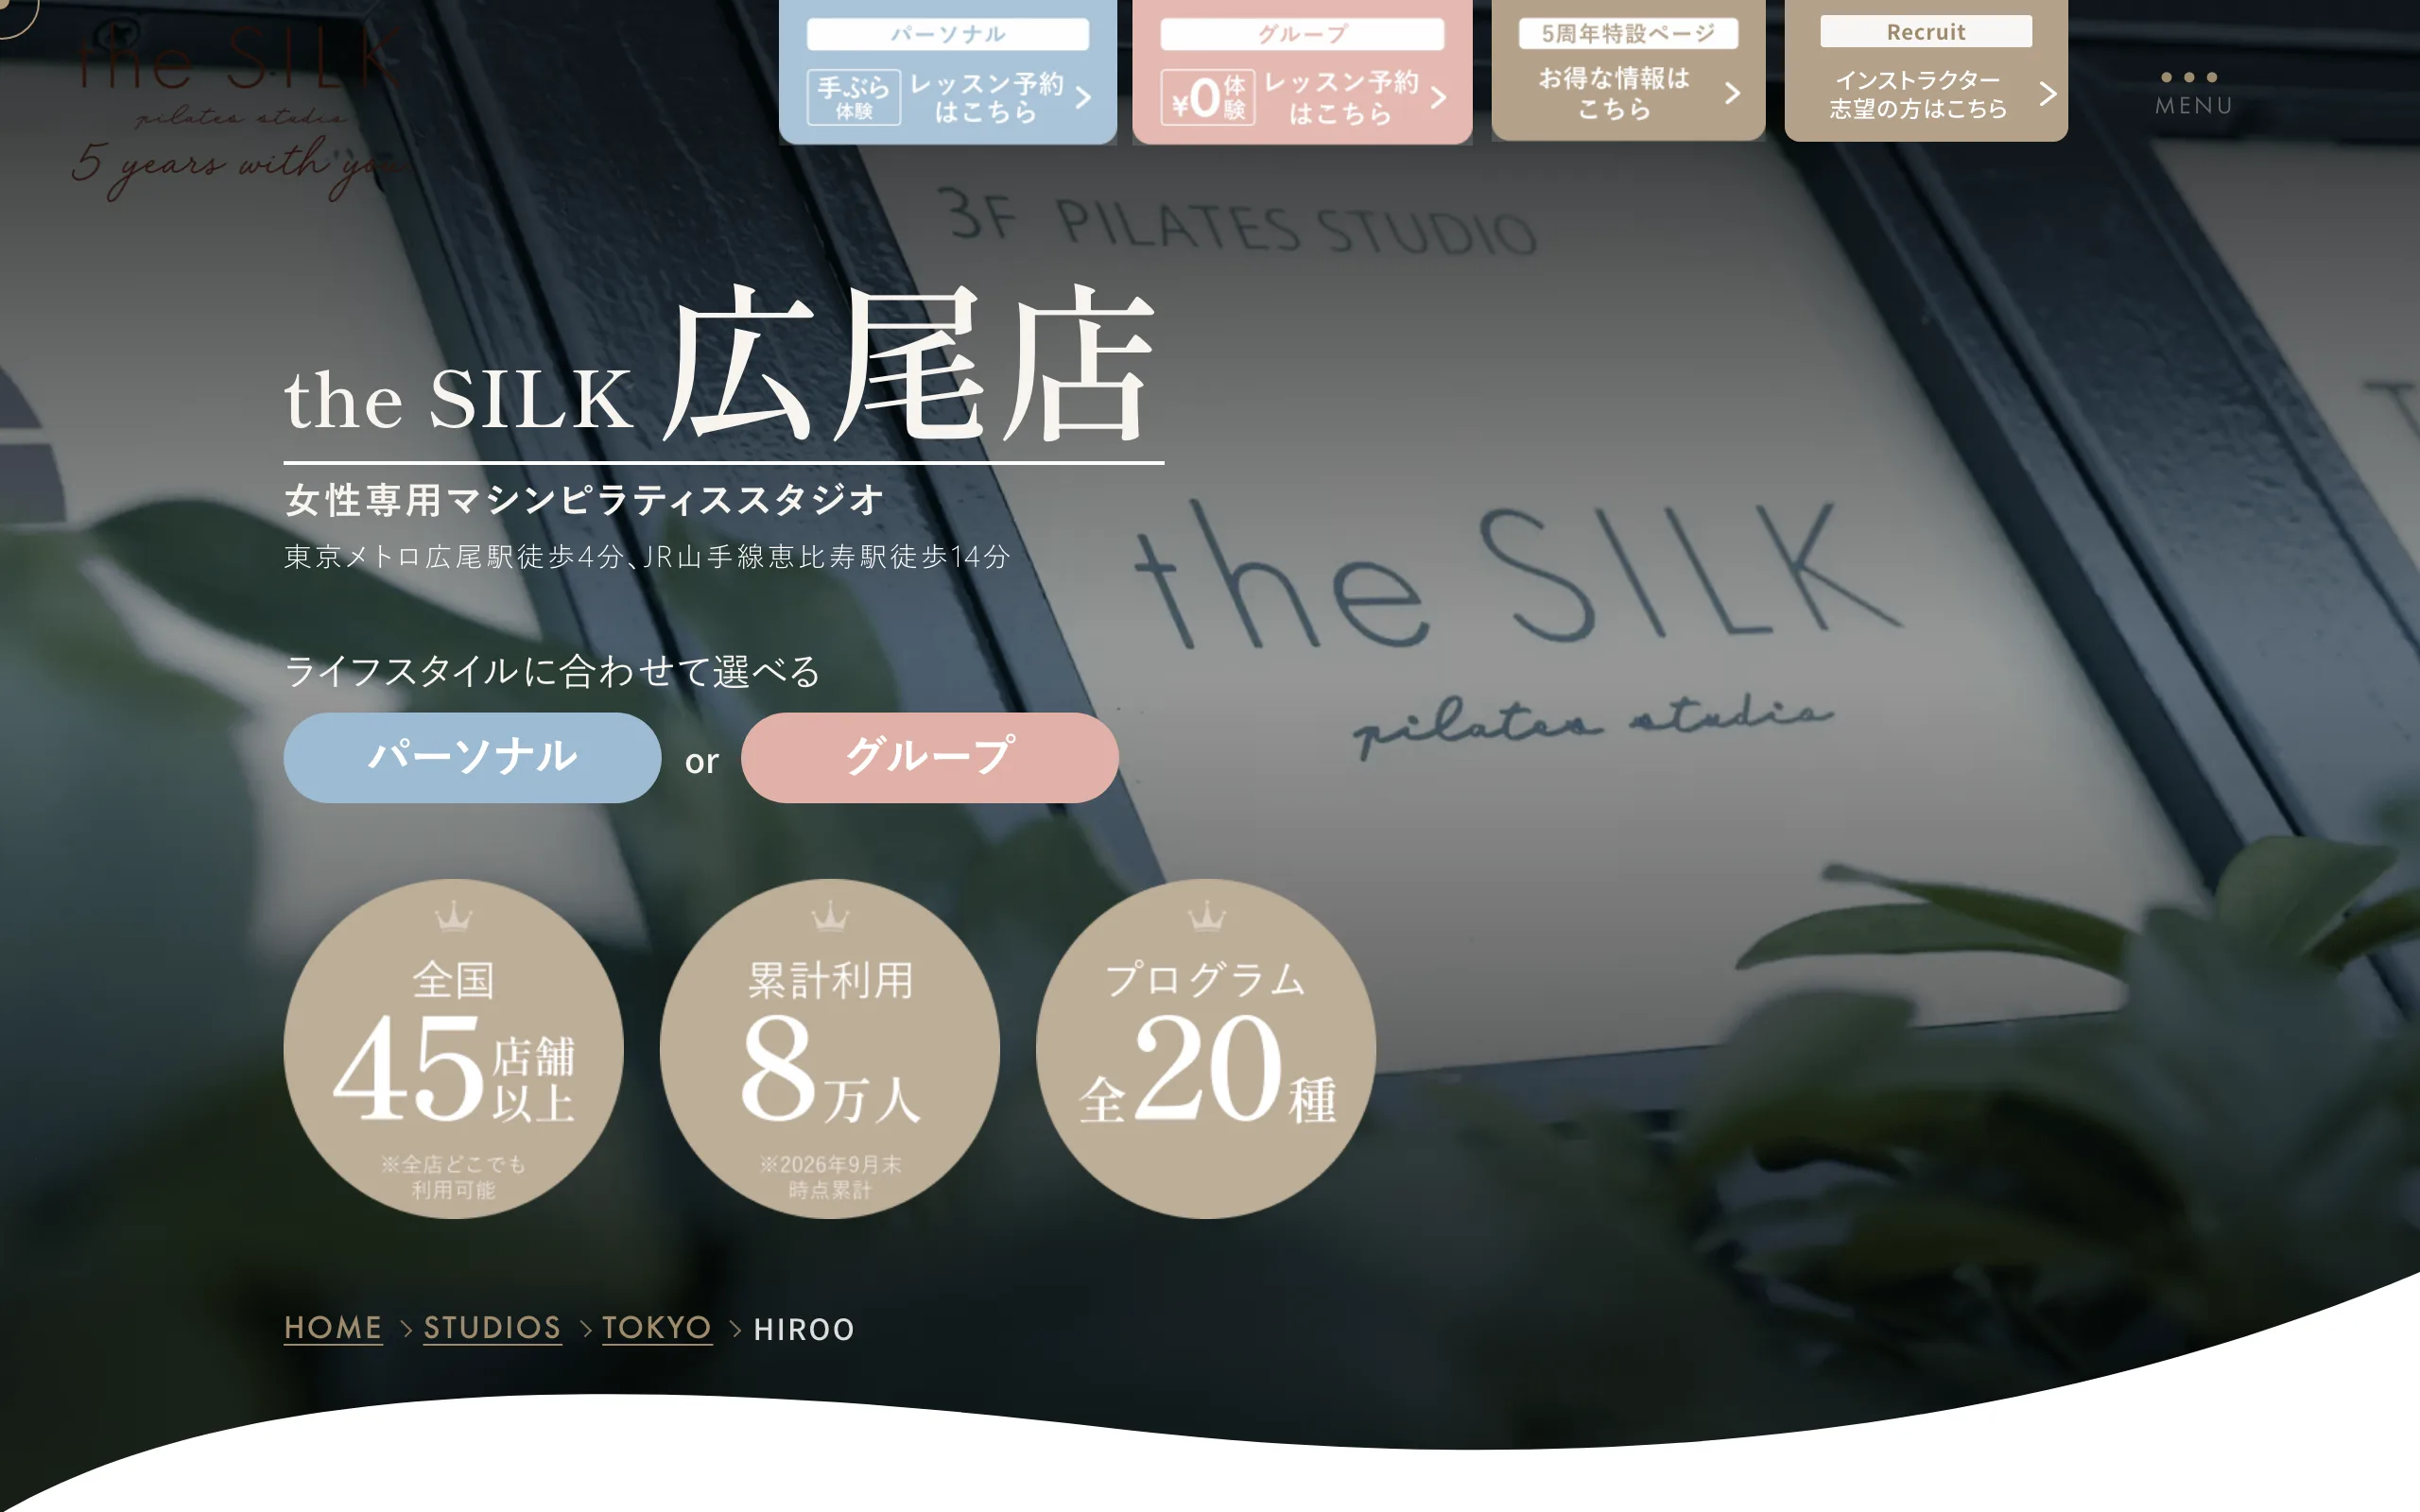 the SILK
pilates studio
5 years with you
パーソナル
手ぶら
体験
レッスン予約
はこちら
グループ
¥0体験
レッスン予約
はこちら
5周年特設ページ
お得な情報は
こちら
Recruit
インストラクター
志望の方はこちら
MENU
3F PILATES STUDIO
the SILK 広尾店
女性専用マシンピラティススタジオ
東京メトロ広尾駅徒歩4分、JR山手線恵比寿駅徒歩14分
the SILK
pilates studio
ライフスタイルに合わせて選べる
パーソナル or グループ
全国
45店舗
以上
※全店どこでも
利用可能
累計利用
8万人
※2026年9月末
時点累計
プログラム
全20種
HOME > STUDIOS > TOKYO > HIROO